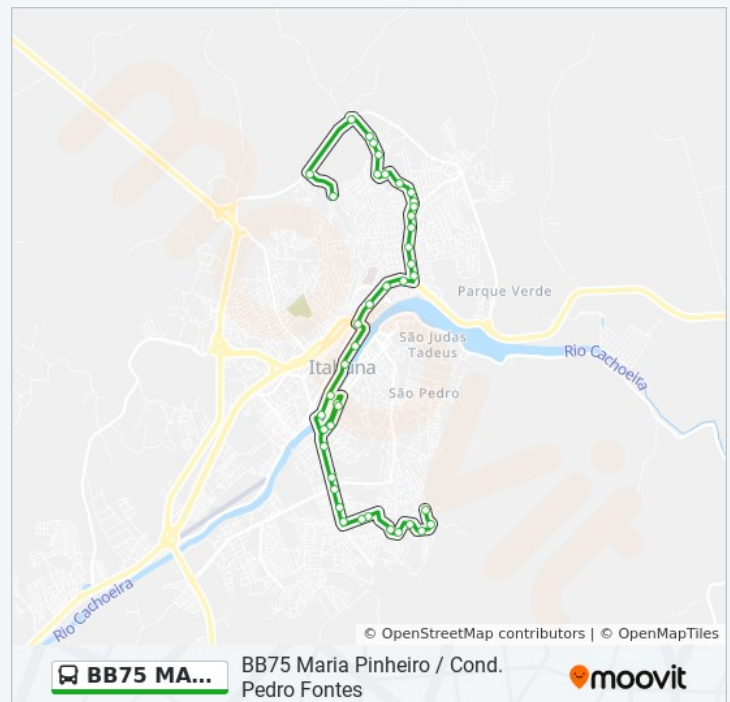 Parque Verde
São Judas
Tadeus
Rio Cachoeira
Itabuna
São Pedro
Rio Cachoeira
© OpenStreetMap contributors | © OpenMapTiles
BB75 MA...
BB75 Maria Pinheiro / Cond.
Pedro Fontes
moovit